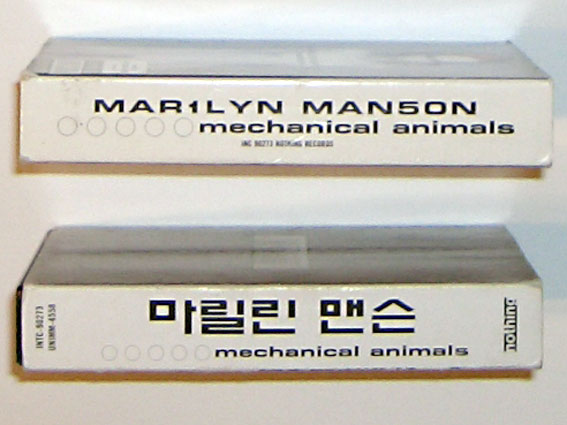 MAR1LYN MAN5ON
mechanical animals
INC 90273 NOTHING RECORDS
INTC-90273
UNIMM-4558
마릴린 맨슨
mechanical animals
nothing